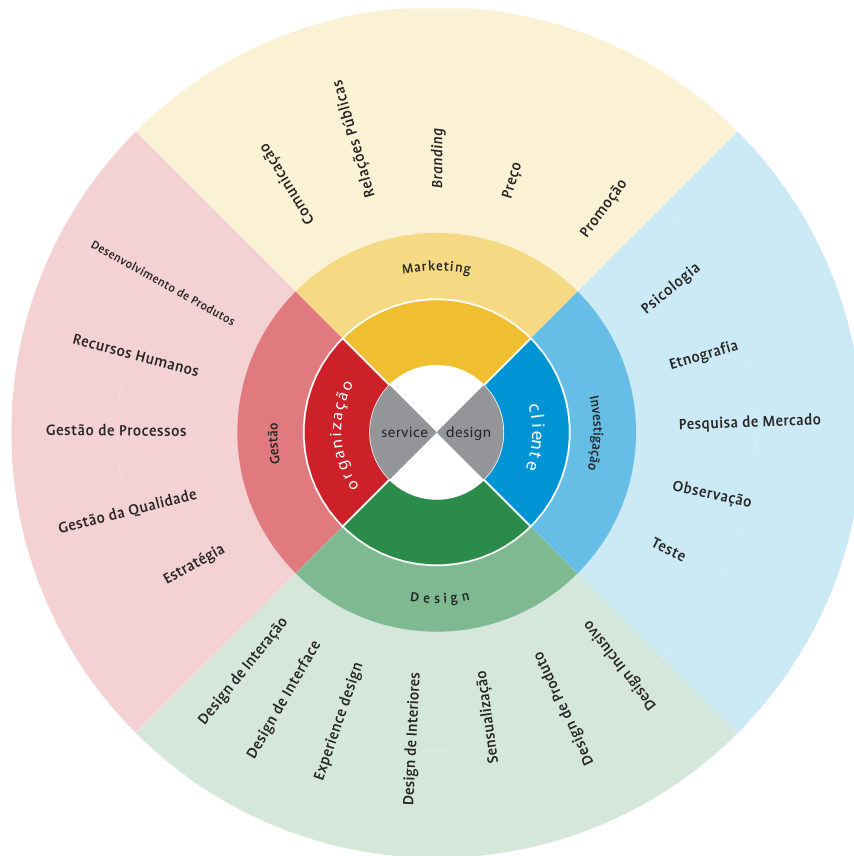 Comunicação
Relações Públicas
Branding
Preço
Promoção
Marketing
Psicologia
Etnografia
Pesquisa de Mercado
Observação
Teste
Investigação
cliente
Desenvolvimento de Produtos
Recursos Humanos
Gestão de Processos
Gestão da Qualidade
Estratégia
Gestão
organização
service design
Design
Design de Interação
Design de Interface
Experience design
Design de Interiores
Sensualização
Design de Produto
Design Inclusivo